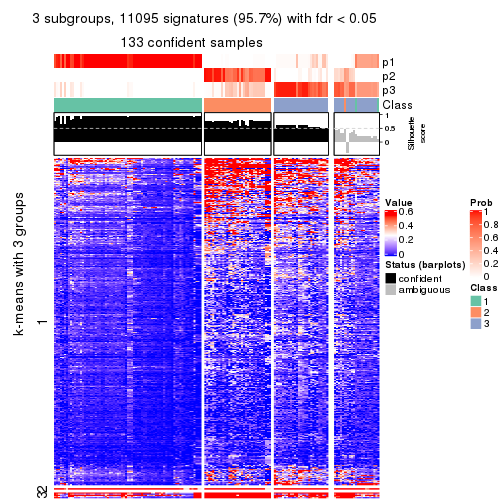 3 subgroups, 11095 signatures (95.7%) with fdr < 0.05
133 confident samples
p1
p2
p3
Class
1
0.5
0
Silhouette
score
k-means with 3 groups
1
2
3
Value
0.6
0.4
0.2
0
Status (barplots)
confident
ambiguous
Prob
1
0.8
0.6
0.4
0.2
0
Class
1
2
3